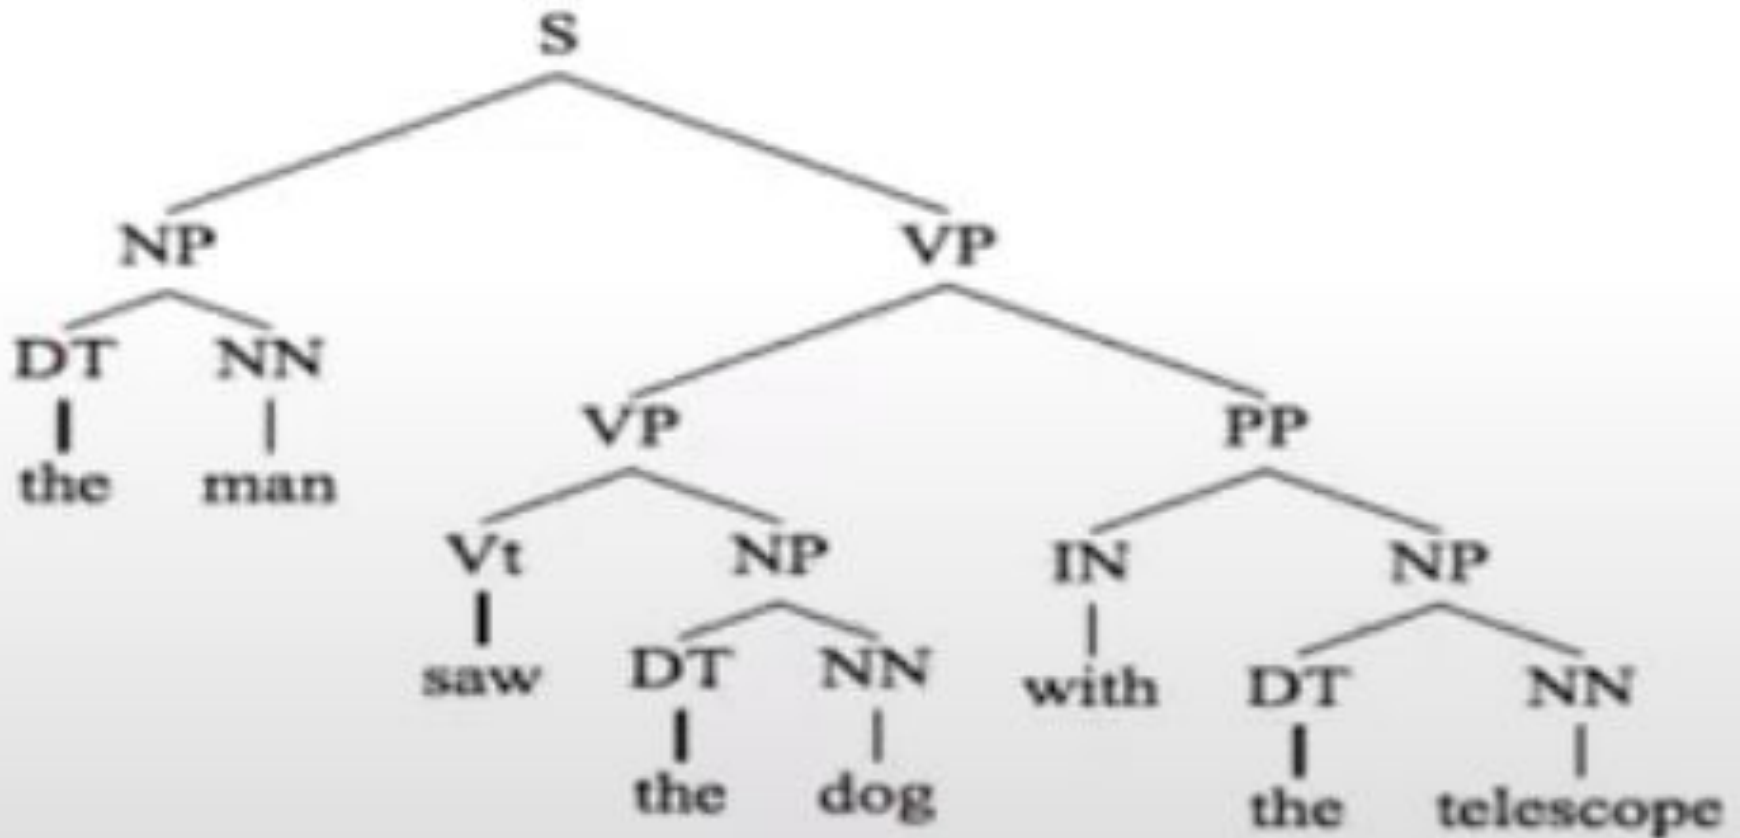 S
NP VP
DT NN
VP PP
the man
Vt NP IN NP
saw DT NN with DT NN
the dog the telescope